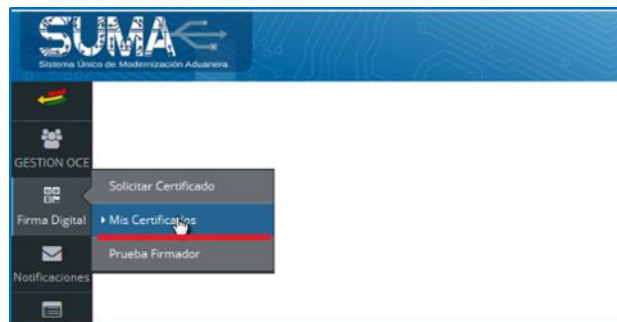 SUMA
Sistema Único de Modernización Aduanera
GESTION OCE
Solicitar Certificado
Firma Digital
Mis Certificados
Prueba Firmador
Notificaciones